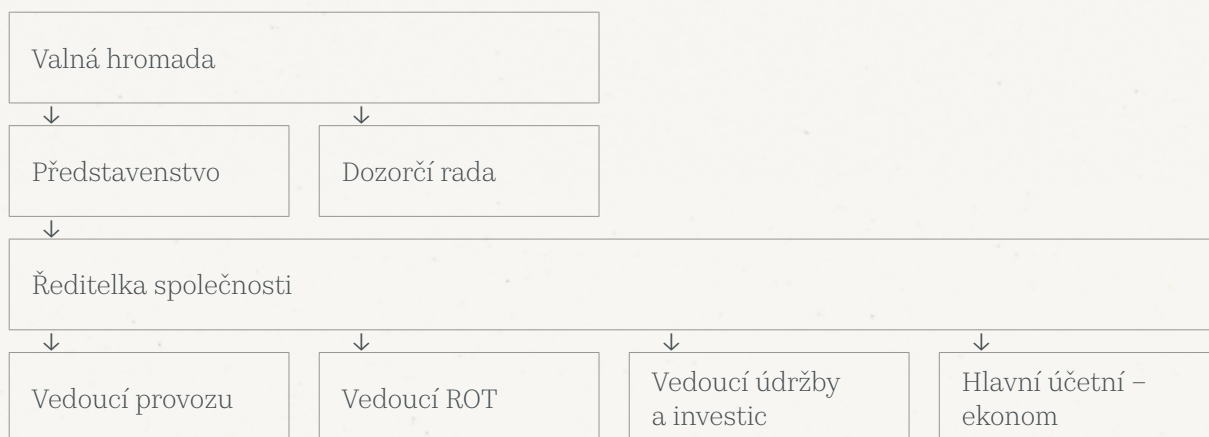 Valná hromada
Představenstvo
Dozorčí rada
Ředitelka společnosti
Vedoucí provozu
Vedoucí ROT
Vedoucí údržby
a investic
Hlavní účetní –
ekonom